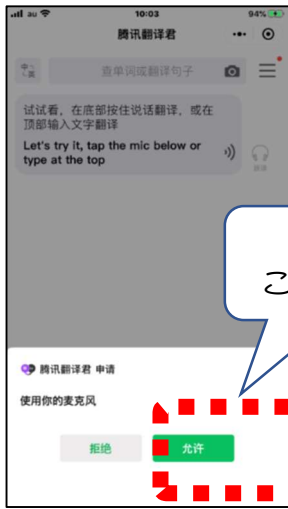 au
10:03
94%
腾讯翻译君
查单词或翻译句子
试试看，在底部按住说话翻译，或在
顶部输入文字翻译
Let's try it, tap the mic below or
type at the top
こ
腾讯翻译君 申请
使用你的麦克风
拒绝
允许